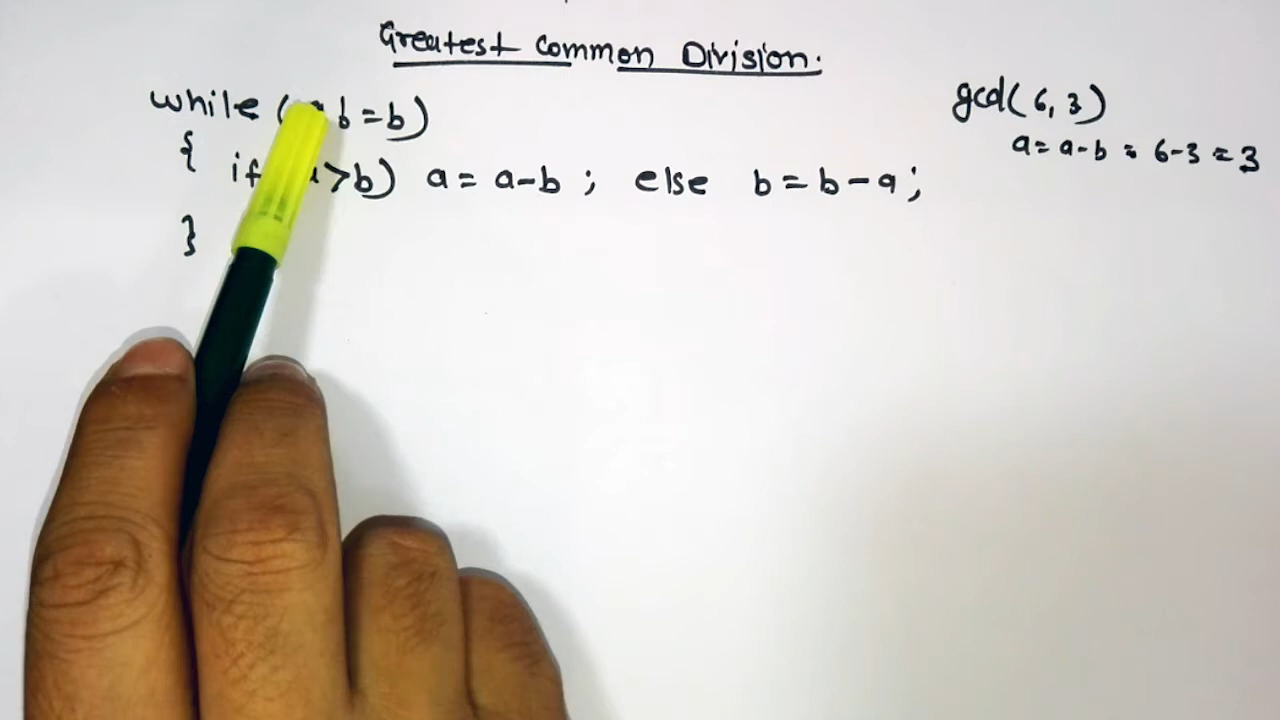 Greatest Common Division.
while ( b = b)
gcd( 6, 3)
a = a-b = 6-3 = 3
{
if >b) a = a-b ; else b = b-a;
}